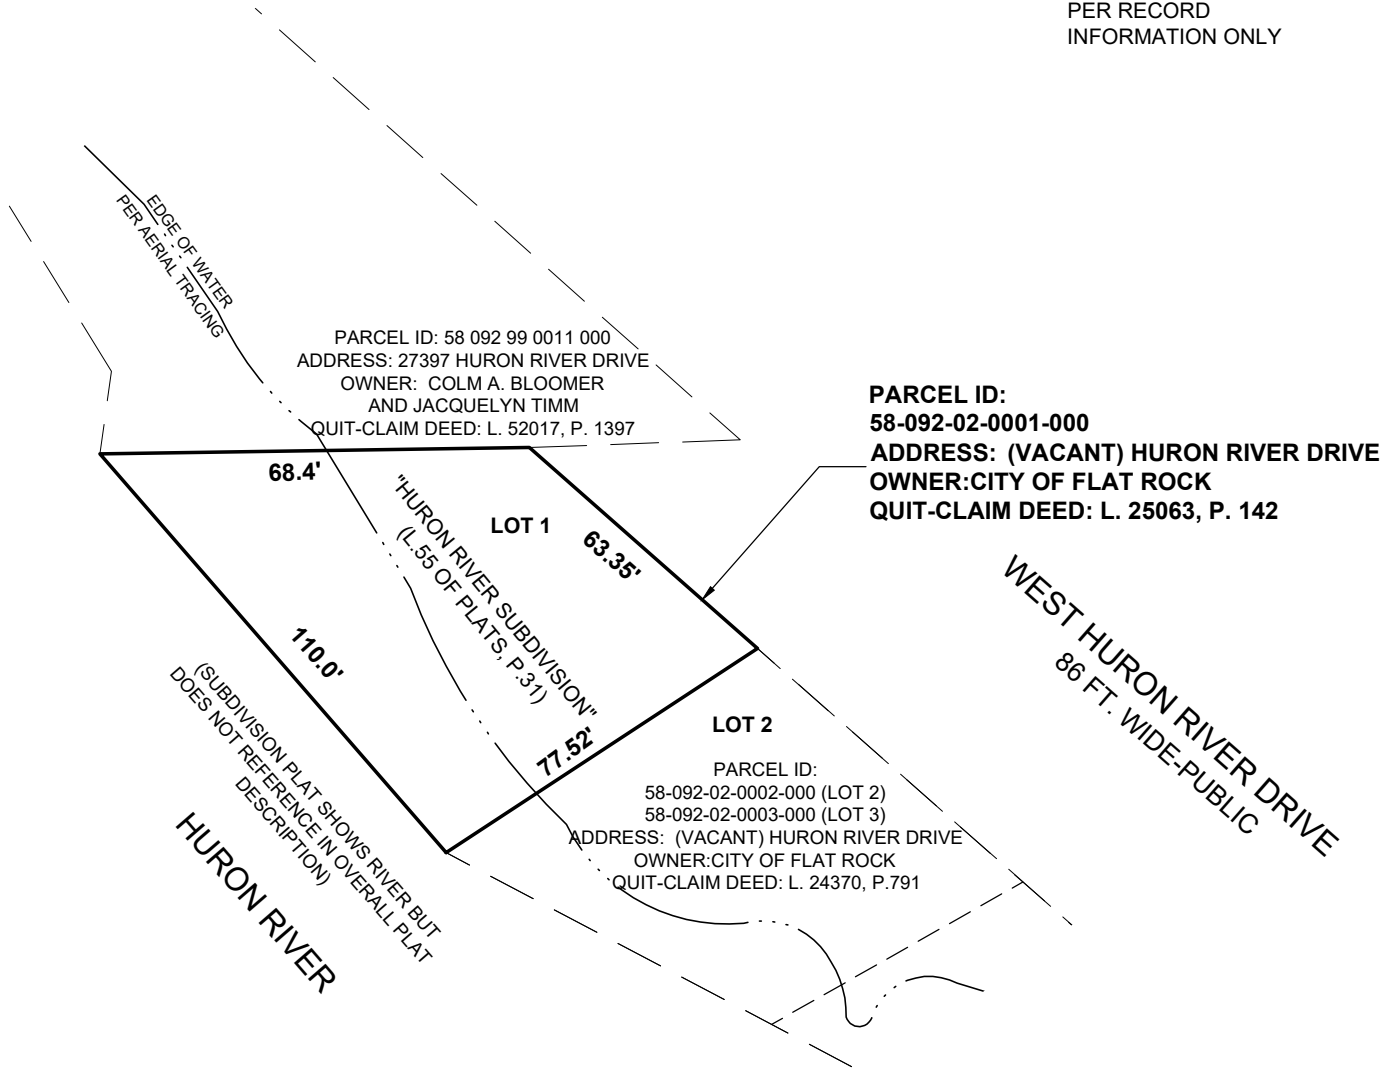 PER RECORD
INFORMATION ONLY
EDGE OF WATER
PER AERIAL TRACING
PARCEL ID: 58 092 99 0011 000
ADDRESS: 27397 HURON RIVER DRIVE
OWNER: COLM A. BLOOMER
AND JACQUELYN TIMM
QUIT-CLAIM DEED: L. 52017, P. 1397
PARCEL ID:
58-092-02-0001-000
ADDRESS: (VACANT) HURON RIVER DRIVE
OWNER:CITY OF FLAT ROCK
QUIT-CLAIM DEED: L. 25063, P. 142
68.4'
"HURON RIVER SUBDIVISION"
(L.55 OF PLATS, P.31)
LOT 1
63.35'
110.0'
77.52'
WEST HURON RIVER DRIVE
86 FT. WIDE-PUBLIC
(SUBDIVISION PLAT SHOWS RIVER BUT
DOES NOT REFERENCE IN OVERALL PLAT
DESCRIPTION)
HURON RIVER
LOT 2
PARCEL ID:
58-092-02-0002-000 (LOT 2)
58-092-02-0003-000 (LOT 3)
ADDRESS: (VACANT) HURON RIVER DRIVE
OWNER:CITY OF FLAT ROCK
QUIT-CLAIM DEED: L. 24370, P.791